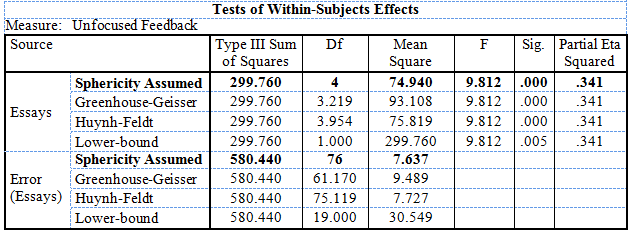 Tests of Within-Subjects Effects
Measure: Unfocused Feedback
Source Type III Sum of Squares Df Mean Square F Sig. Partial Eta Squared
Essays Sphericity Assumed 299.760 4 74.940 9.812 .000 .341
Greenhouse-Geisser 299.760 3.219 93.108 9.812 .000 .341
Huynh-Feldt 299.760 3.954 75.819 9.812 .000 .341
Lower-bound 299.760 1.000 299.760 9.812 .005 .341
Error (Essays) Sphericity Assumed 580.440 76 7.637
Greenhouse-Geisser 580.440 61.170 9.489
Huynh-Feldt 580.440 75.119 7.727
Lower-bound 580.440 19.000 30.549